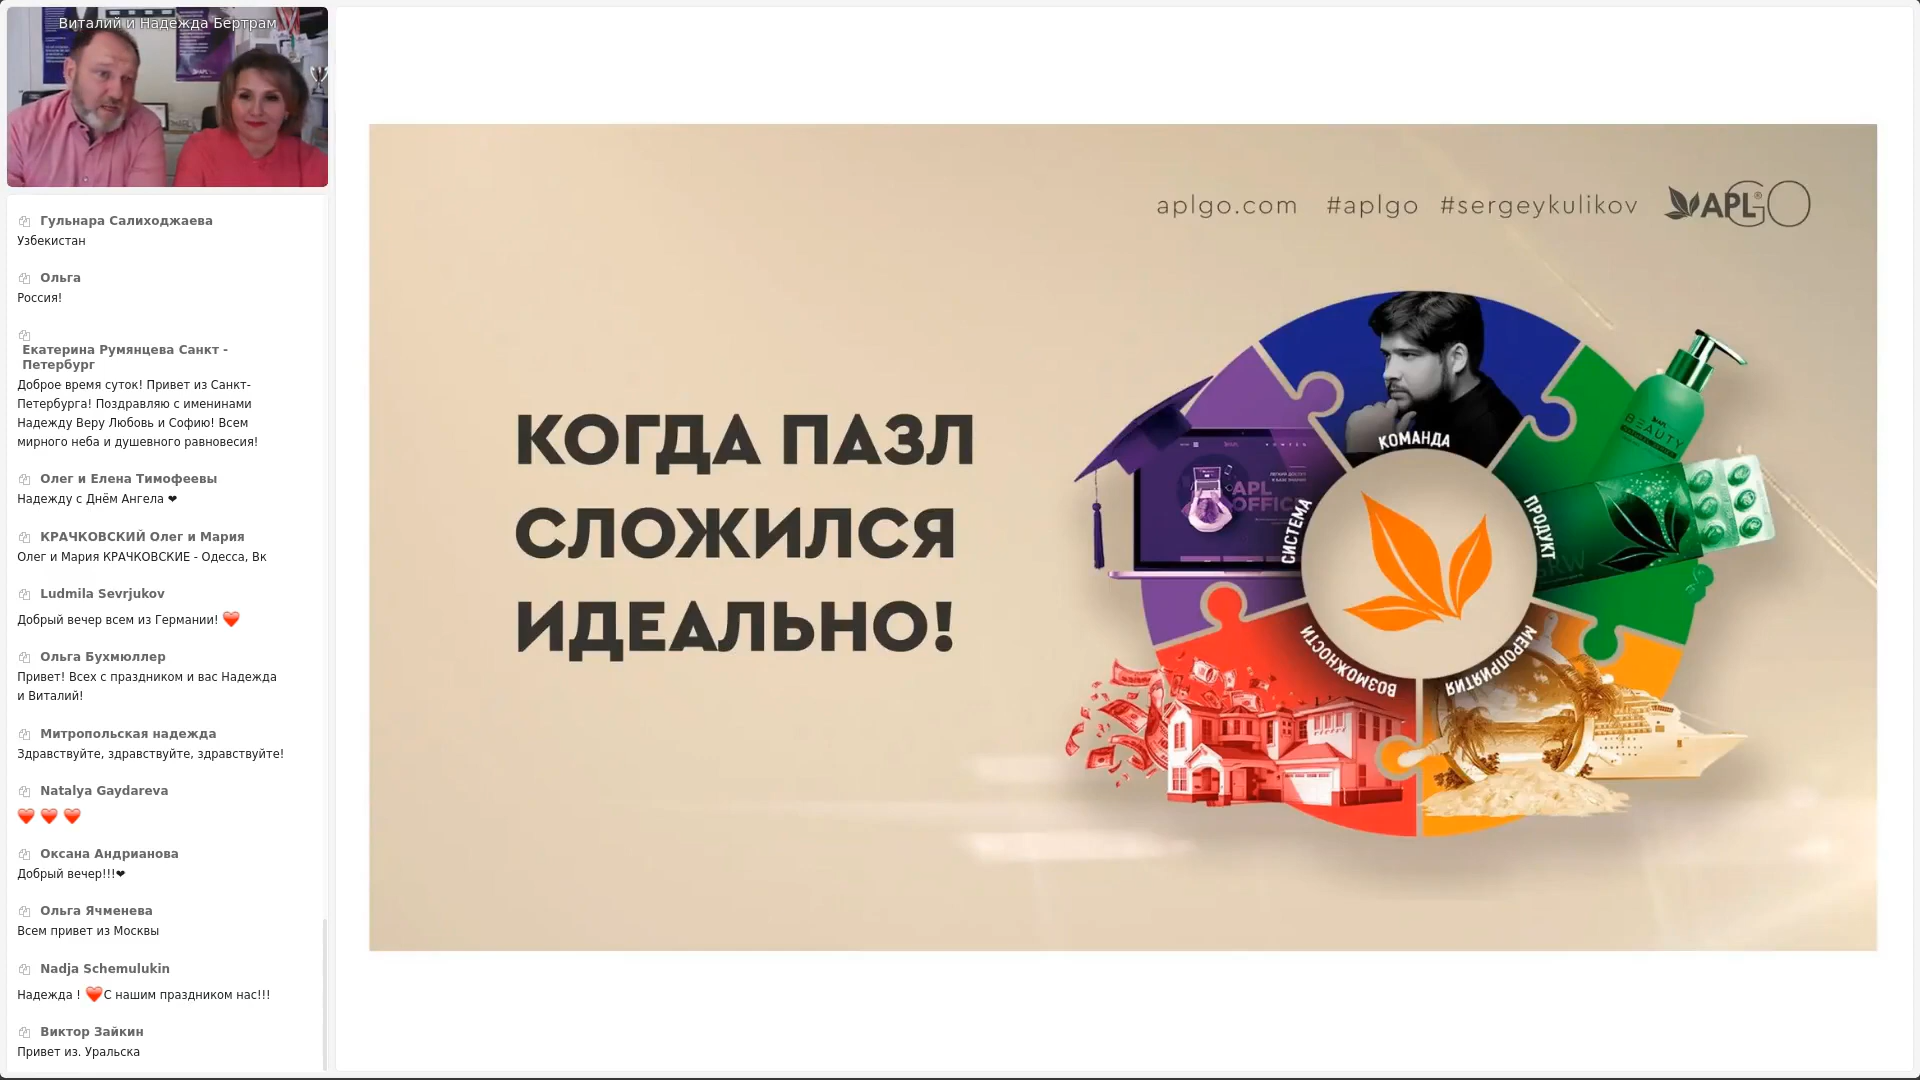 Виталий и Надежда Бертрам
Гульнара Салиходжаева
Узбекистан
Ольга
Россия!
Екатерина Румянцева Санкт -
Петербург
Доброе время суток! Привет из Санкт-
Петербурга! Поздравляю с именинами
Надежду Веру Любовь и Софию! Всем
мирного неба и душевного равновесия!
Олег и Елена Тимофеевы
Надежду с Днём Ангела ❤
КРАЧКОВСКИЙ Олег и Мария
Олег и Мария КРАЧКОВСКИЕ - Одесса, Вк
Ludmila Sevrjukov
Добрый вечер всем из Германии! ❤️
Ольга Бухмюллер
Привет! Всех с праздником и вас Надежда
и Виталий!
Митропольская надежда
Здравствуйте, здравствуйте, здравствуйте!
Natalya Gaydareva
❤️ ❤️ ❤️
Оксана Андрианова
Добрый вечер!!!❤
Ольга Ячменева
Всем привет из Москвы
Nadja Schemulukin
Надежда ! ❤️С нашим праздником нас!!!
Виктор Зайкин
Привет из. Уральска
aplgo.com #aplgo #sergeykulikov APL® GO
КОГДА ПАЗЛ
СЛОЖИЛСЯ
ИДЕАЛЬНО!
КОМАНДА
ПРОДУКТ
МЕРОПРИЯТИЯ
ВОЗМОЖНОСТИ
СИСТЕМА
APL
OFFICE
BEAUTY